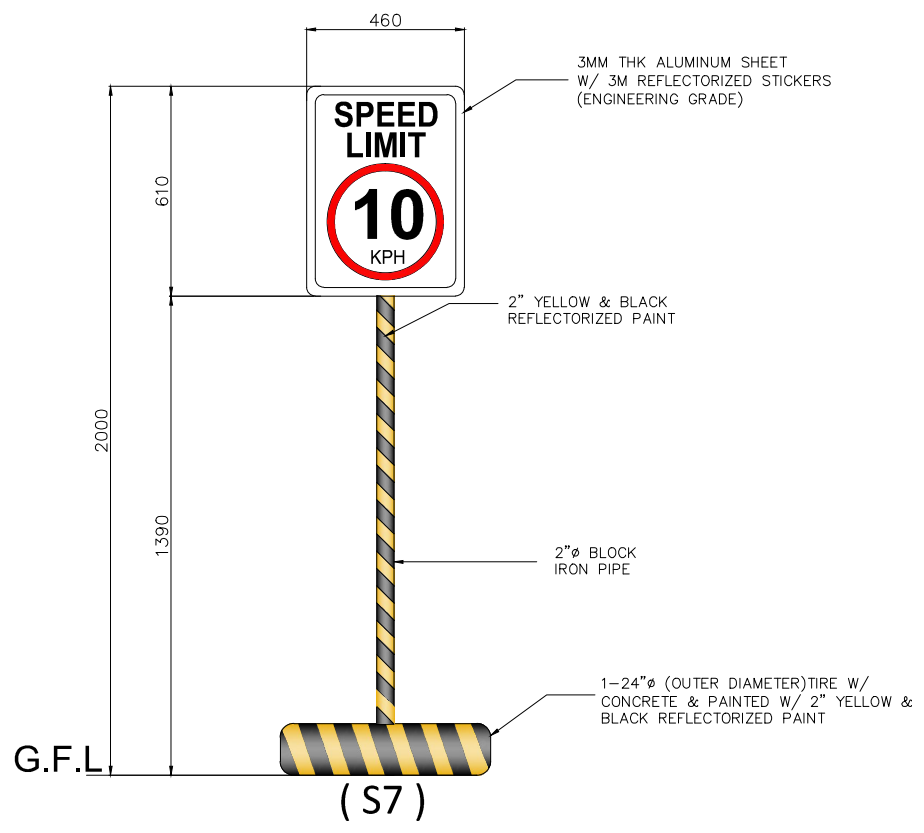 460
3MM THK ALUMINUM SHEET
W/ 3M REFLECTORIZED STICKERS
(ENGINEERING GRADE)
SPEED
LIMIT
10
KPH
610
2" YELLOW & BLACK
REFLECTORIZED PAINT
2000
1390
2"ø BLOCK
IRON PIPE
1-24"ø (OUTER DIAMETER)TIRE W/
CONCRETE & PAINTED W/ 2" YELLOW &
BLACK REFLECTORIZED PAINT
G.F.L
( S7 )